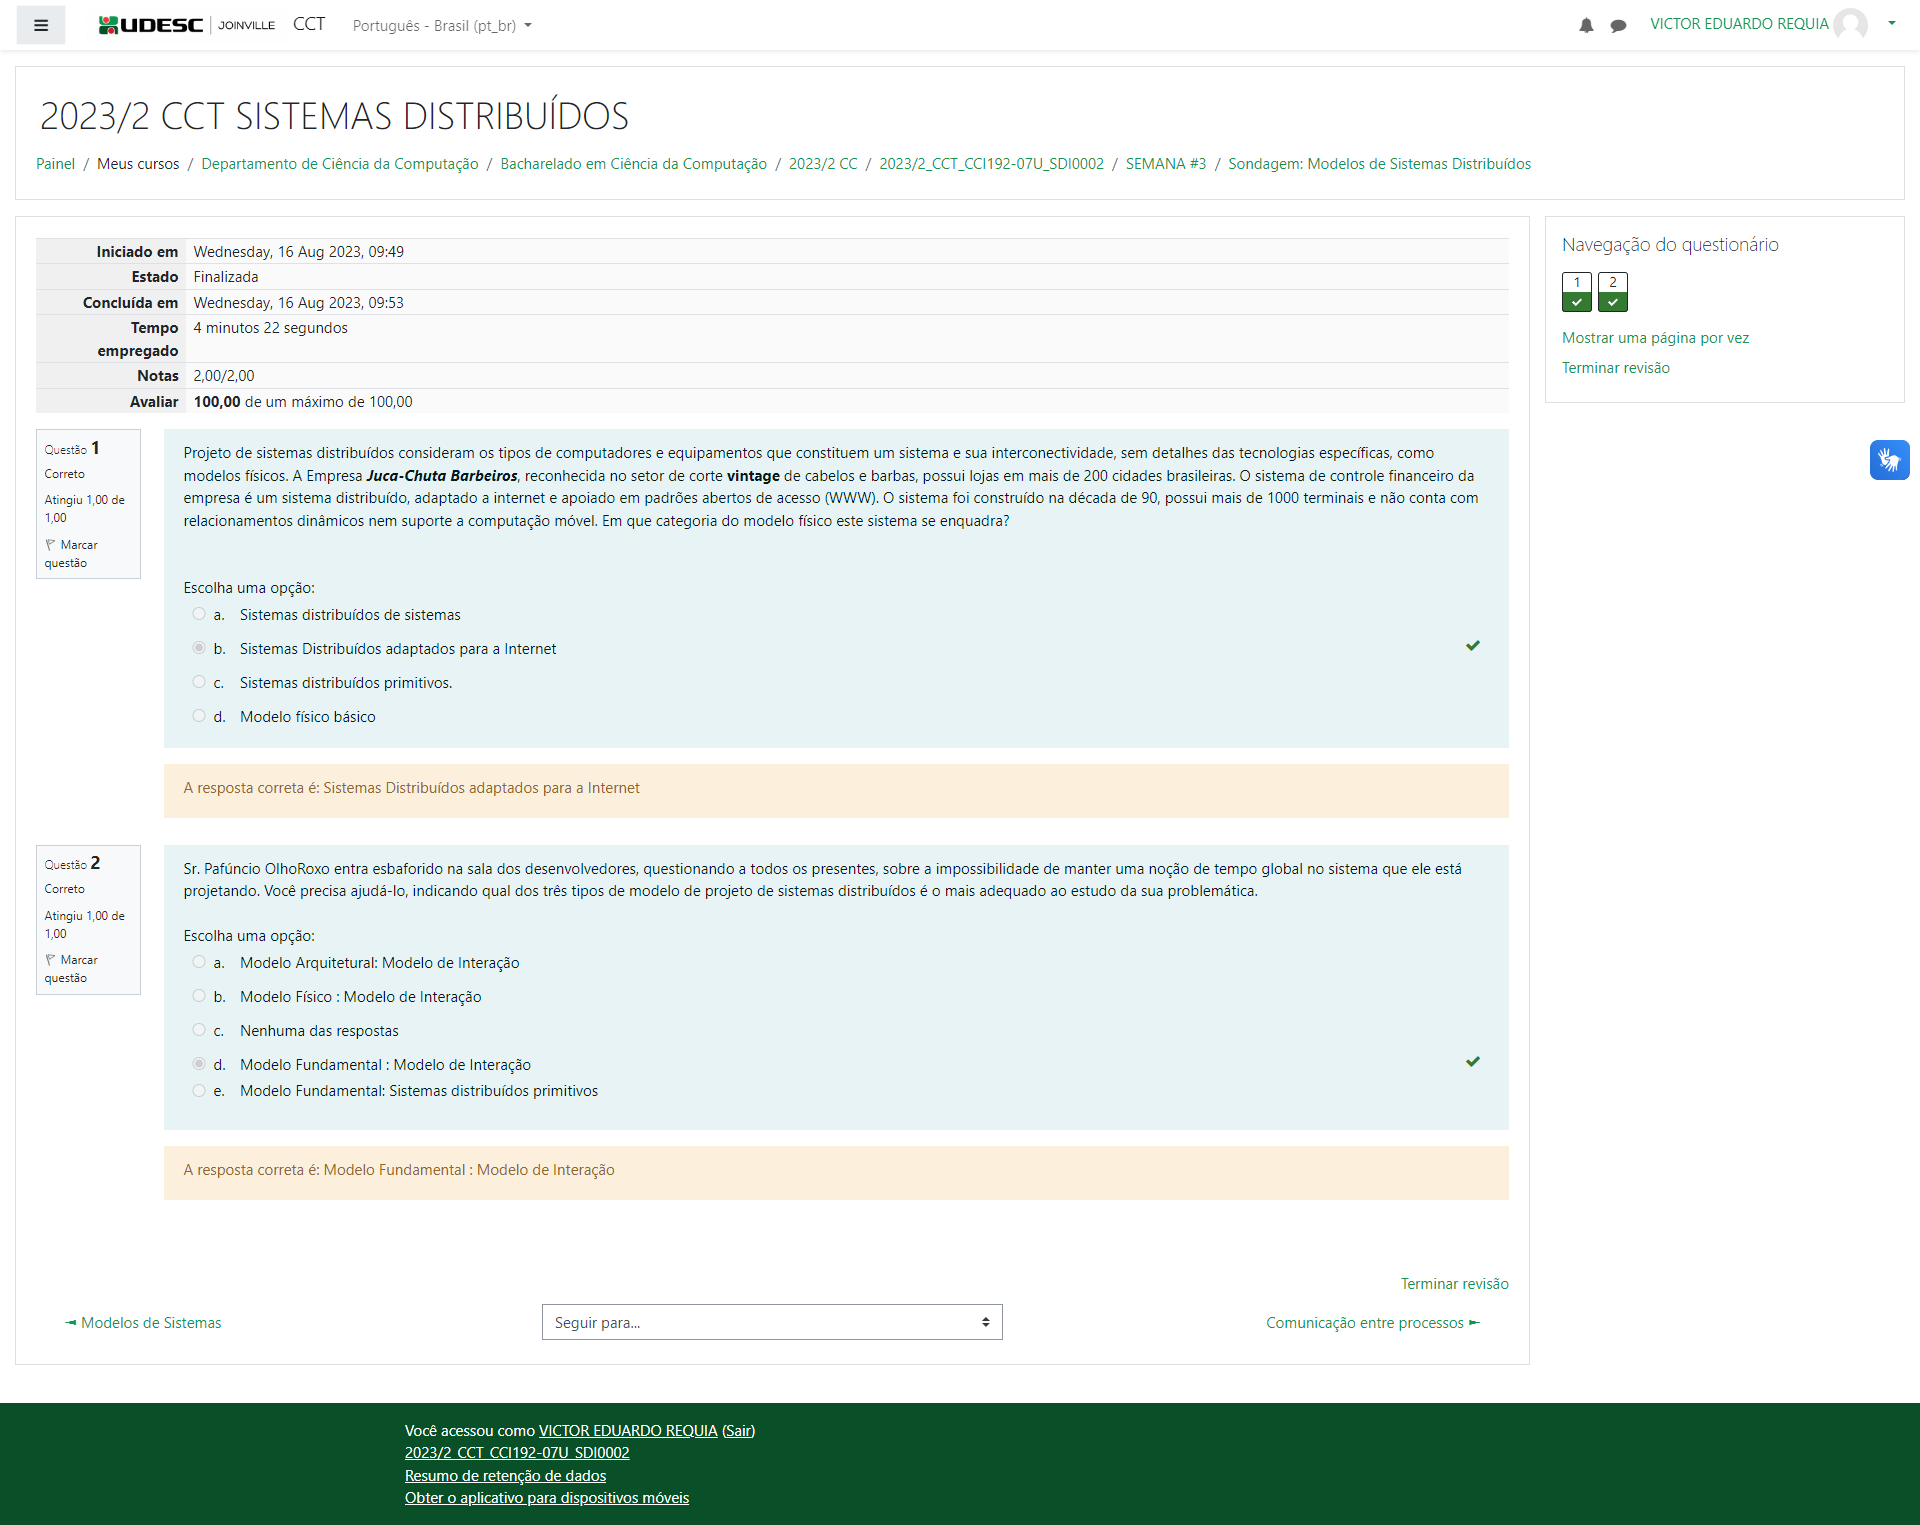 UDESC JOINVILLE CCT Português - Brasil (pt_br) VICTOR EDUARDO REQUIA
2023/2 CCT SISTEMAS DISTRIBUÍDOS
Painel / Meus cursos / Departamento de Ciência da Computação / Bacharelado em Ciência da Computação / 2023/2 CC / 2023/2_CCT_CCI192-07U_SDI0002 / SEMANA #3 / Sondagem: Modelos de Sistemas Distribuídos
Iniciado em Wednesday, 16 Aug 2023, 09:49
Estado Finalizada
Concluída em Wednesday, 16 Aug 2023, 09:53
Tempo empregado 4 minutos 22 segundos
Notas 2,00/2,00
Avaliar 100,00 de um máximo de 100,00
Navegação do questionário
1 2
Mostrar uma página por vez
Terminar revisão
Questão 1
Correto
Atingiu 1,00 de
1,00
Marcar
questão
Projeto de sistemas distribuídos consideram os tipos de computadores e equipamentos que constituem um sistema e sua interconectividade, sem detalhes das tecnologias específicas, como
modelos físicos. A Empresa Juca-Chuta Barbeiros, reconhecida no setor de corte vintage de cabelos e barbas, possui lojas em mais de 200 cidades brasileiras. O sistema de controle financeiro da
empresa é um sistema distribuído, adaptado a internet e apoiado em padrões abertos de acesso (WWW). O sistema foi construído na década de 90, possui mais de 1000 terminais e não conta com
relacionamentos dinâmicos nem suporte a computação móvel. Em que categoria do modelo físico este sistema se enquadra?
Escolha uma opção:
a. Sistemas distribuídos de sistemas
b. Sistemas Distribuídos adaptados para a Internet
c. Sistemas distribuídos primitivos.
d. Modelo físico básico
A resposta correta é: Sistemas Distribuídos adaptados para a Internet
Questão 2
Correto
Atingiu 1,00 de
1,00
Marcar
questão
Sr. Pafúncio OlhoRoxo entra esbaforido na sala dos desenvolvedores, questionando a todos os presentes, sobre a impossibilidade de manter uma noção de tempo global no sistema que ele está
projetando. Você precisa ajudá-lo, indicando qual dos três tipos de modelo de projeto de sistemas distribuídos é o mais adequado ao estudo da sua problemática.
Escolha uma opção:
a. Modelo Arquitetural: Modelo de Interação
b. Modelo Físico : Modelo de Interação
c. Nenhuma das respostas
d. Modelo Fundamental : Modelo de Interação
e. Modelo Fundamental: Sistemas distribuídos primitivos
A resposta correta é: Modelo Fundamental : Modelo de Interação
Terminar revisão
◄ Modelos de Sistemas
Seguir para...
Comunicação entre processos ►
Você acessou como VICTOR EDUARDO REQUIA (Sair)
2023/2_CCT_CCI192-07U_SDI0002
Resumo de retenção de dados
Obter o aplicativo para dispositivos móveis